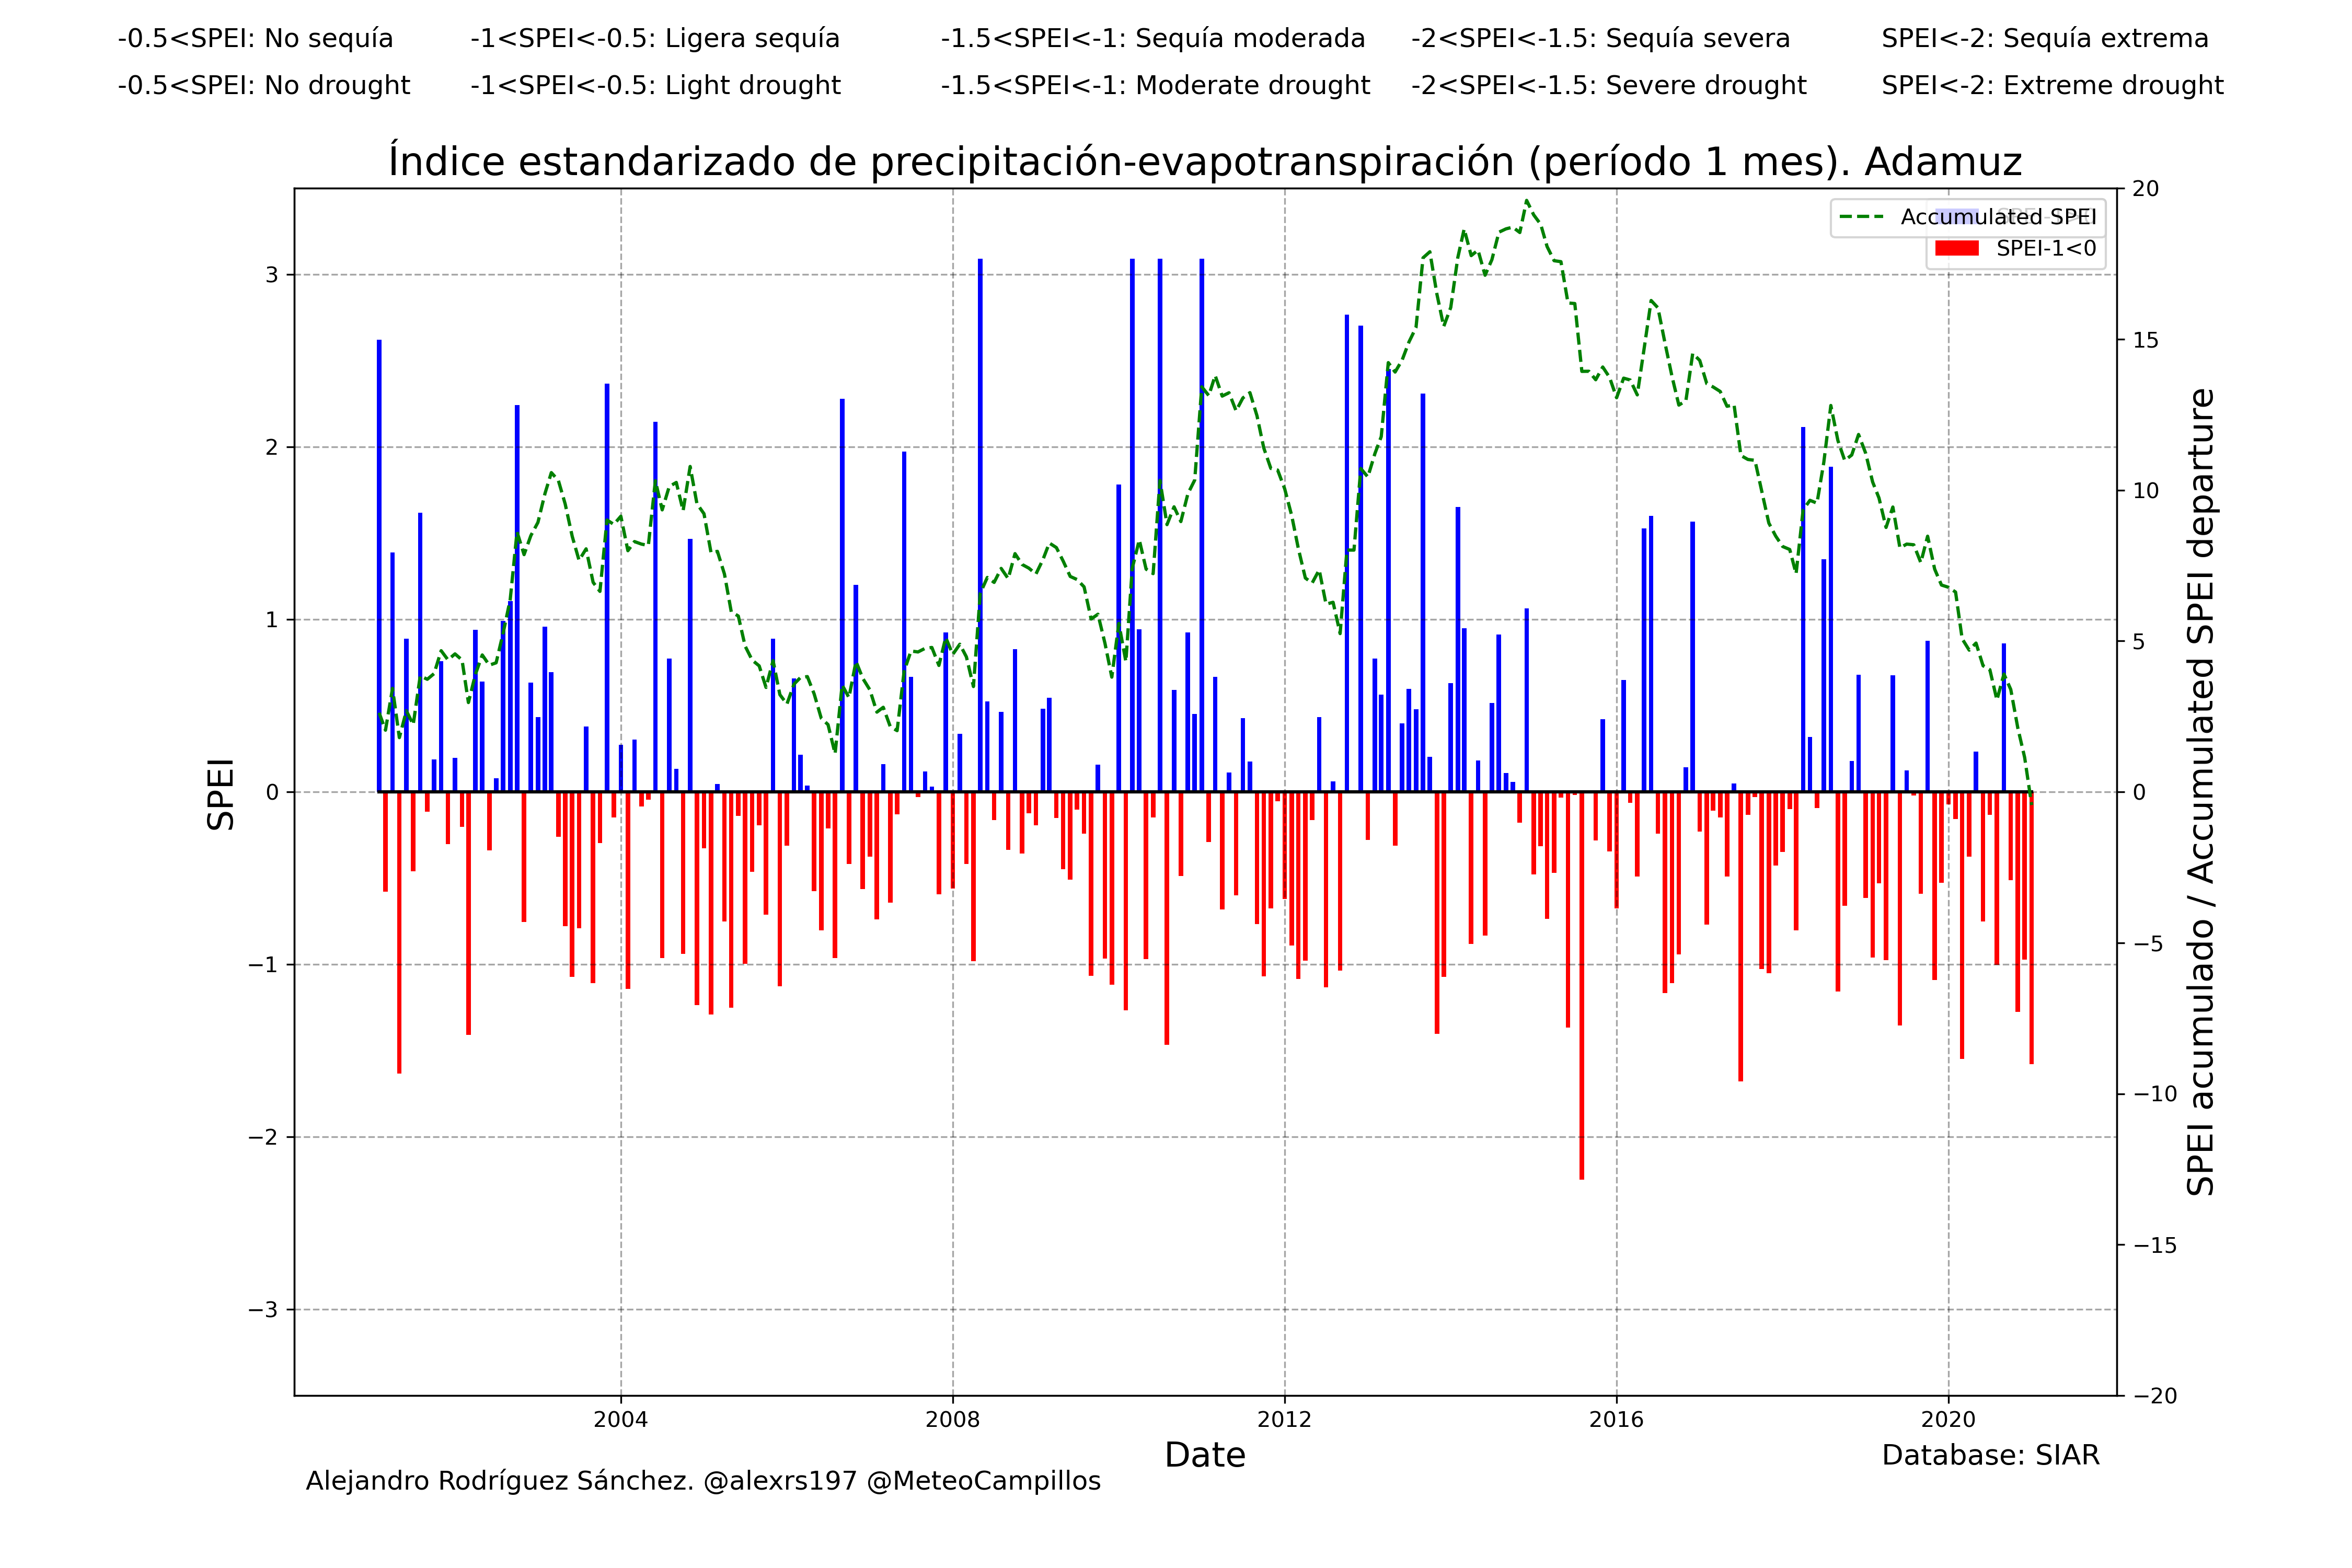 -0.5<SPEI: No sequía -1<SPEI<-0.5: Ligera sequía -1.5<SPEI<-1: Sequía moderada -2<SPEI<-1.5: Sequía severa SPEI<-2: Sequía extrema
-0.5<SPEI: No drought -1<SPEI<-0.5: Light drought -1.5<SPEI<-1: Moderate drought -2<SPEI<-1.5: Severe drought SPEI<-2: Extreme drought
Índice estandarizado de precipitación-evapotranspiración (período 1 mes). Adamuz
Accumulated SPEI
SPEI-1<0
SPEI
3
2
1
0
−1
−2
−3
20
15
10
5
0
−5
−10
−15
−20
SPEI acumulado / Accumulated SPEI departure
2004 2008 2012 2016 2020
Date
Database: SIAR
Alejandro Rodríguez Sánchez. @alexrs197 @MeteoCampillos